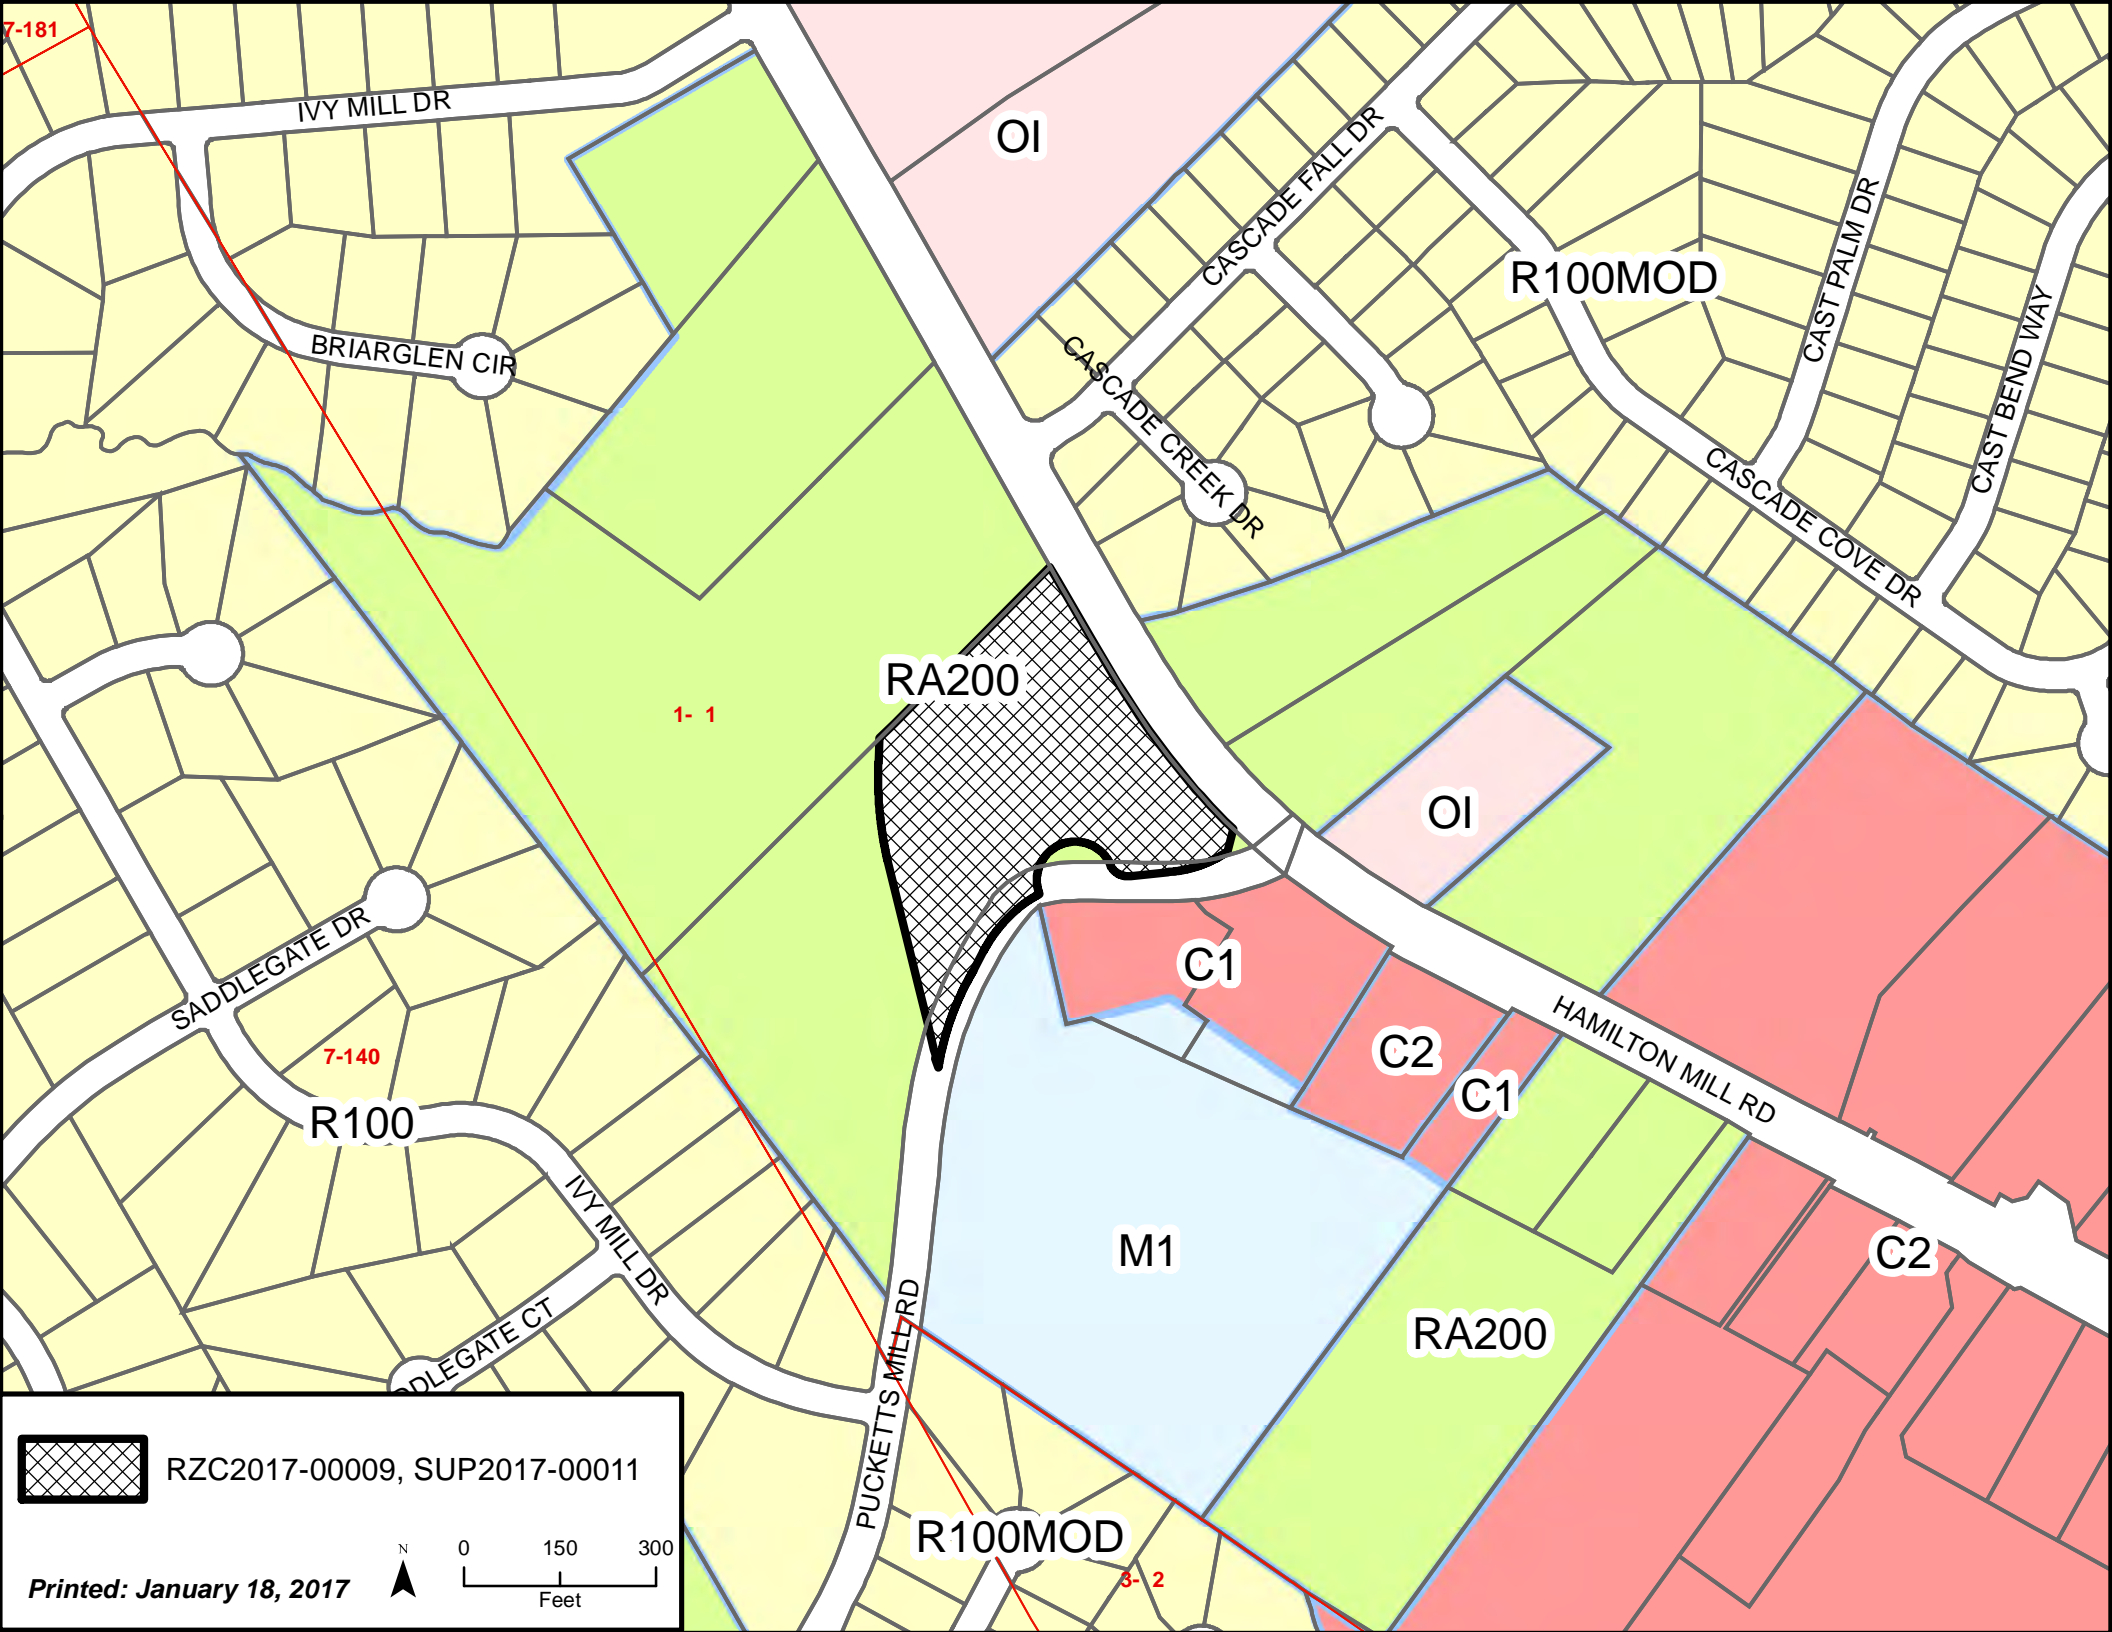 7-181
IVY MILL DR
OI
CASCADE FALL DR
R100MOD
CAST PALM DR
CAST BEND WAY
BRIARGLEN CIR
CASCADE CREEK DR
CASCADE COVE DR
RA200
1- 1
OI
SADDLEGATE DR
C1
HAMILTON MILL RD
C2
C1
7-140
R100
IVY MILL DR
M1
C2
RA200
DDLEGATE CT
PUCKETTS MILL RD
R100MOD
3- 2
RZC2017-00009, SUP2017-00011
N
0 150 300
Feet
Printed: January 18, 2017